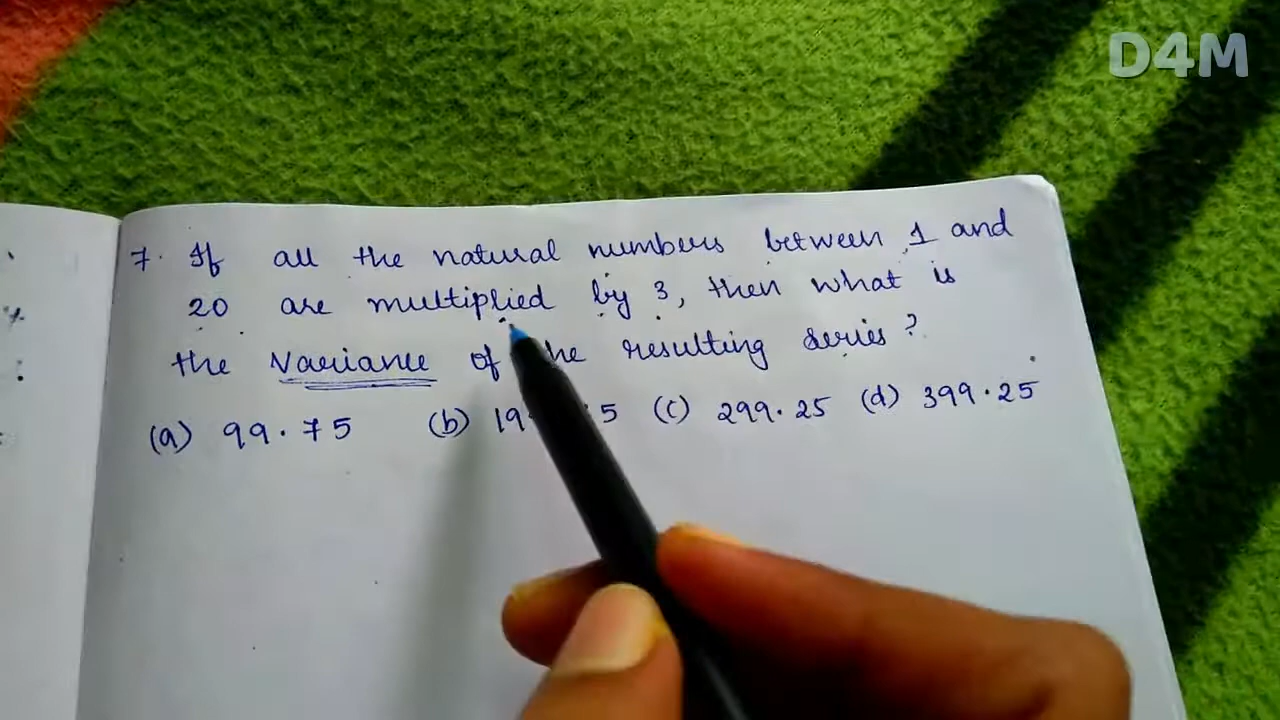 D4M
7. If all the natural numbers between 1 and
20 are multiplied by 3, then what is
the Variance of the resulting series?
(a) 99.75 (b) (c) 299.25 (d) 399.25